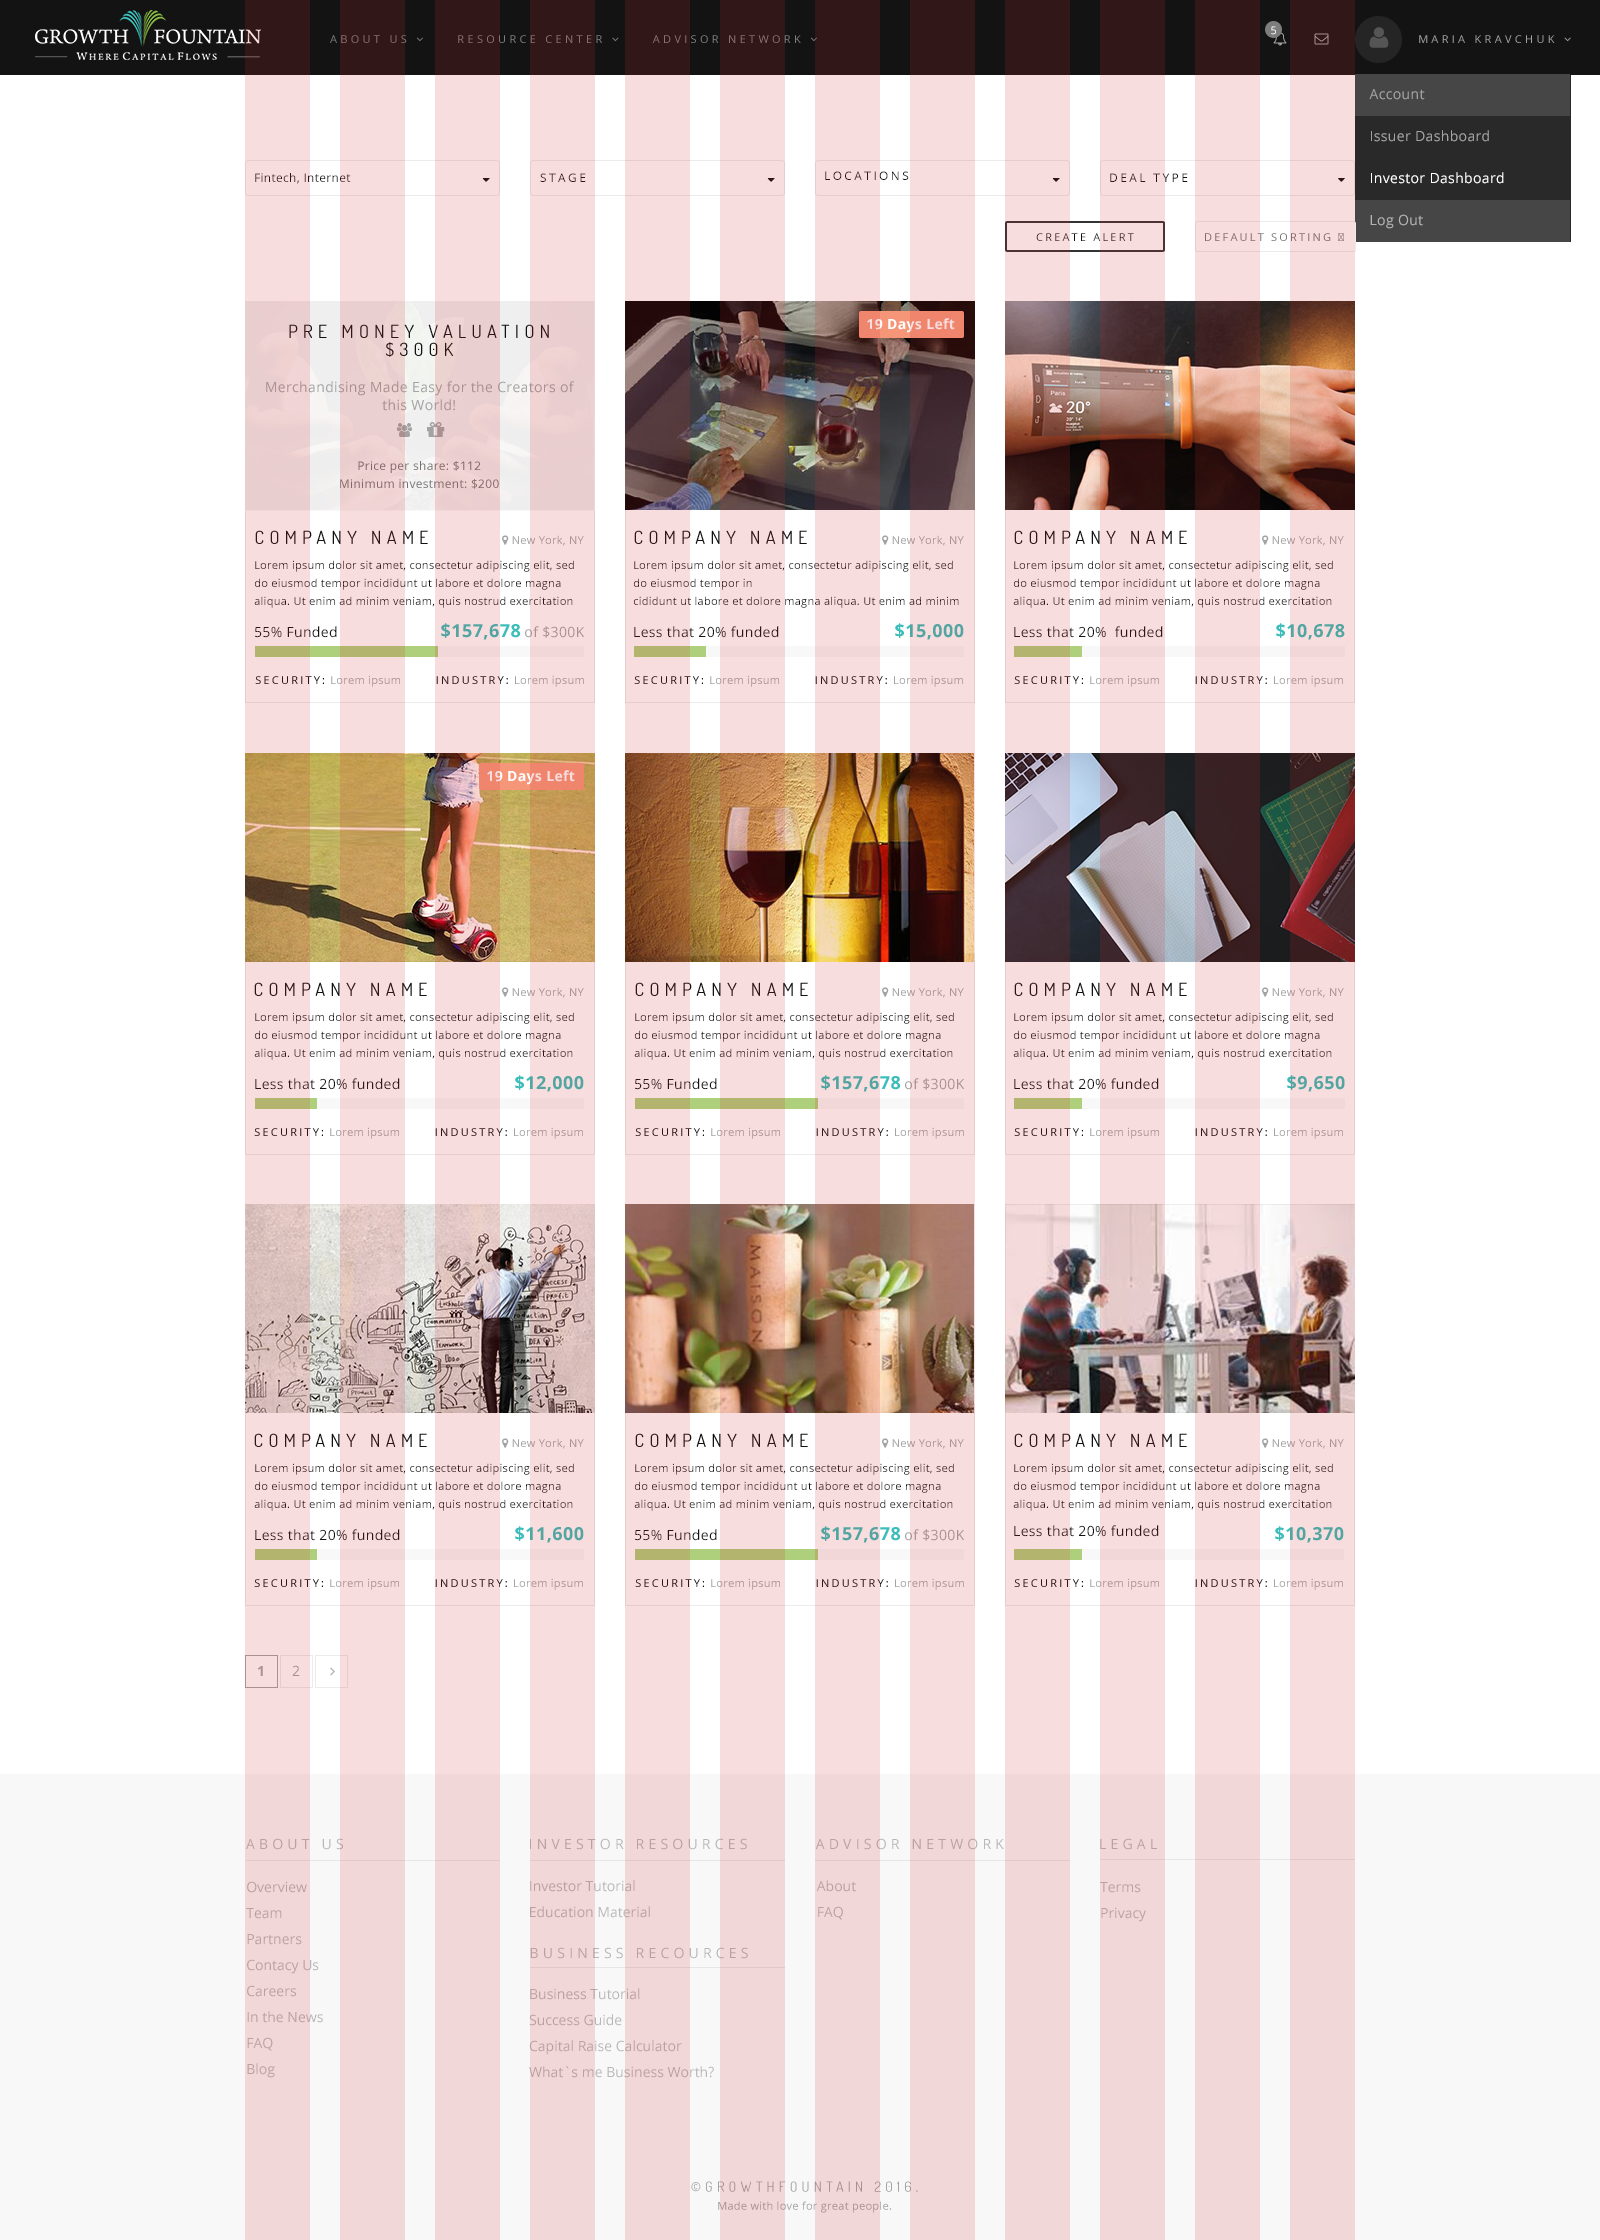 GROWTH FOUNTAIN
WHERE CAPITAL FLOWS
ABOUT US
RESOURCE CENTER
ADVISOR NETWORK
5
MARIA KRAVCHUK
Account
Issuer Dashboard
Investor Dashboard
Log Out
Fintech, Internet
STAGE
LOCATIONS
DEAL TYPE
CREATE ALERT
DEFAULT SORTING
PRE MONEY VALUATION
$300K
Merchandising Made Easy for the Creators of
this World!
Price per share: $112
Minimum investment: $200
COMPANY NAME
New York, NY
Lorem ipsum dolor sit amet, consectetur adipiscing elit, sed
do eiusmod tempor incididunt ut labore et dolore magna
aliqua. Ut enim ad minim veniam, quis nostrud exercitation
55% Funded
$157,678 of $300K
SECURITY: Lorem ipsum
INDUSTRY: Lorem ipsum
19 Days Left
COMPANY NAME
New York, NY
Lorem ipsum dolor sit amet, consectetur adipiscing elit, sed
do eiusmod tempor in
cididunt ut labore et dolore magna aliqua. Ut enim ad minim
Less that 20% funded
$15,000
SECURITY: Lorem ipsum
INDUSTRY: Lorem ipsum
Paris
20°
COMPANY NAME
New York, NY
Lorem ipsum dolor sit amet, consectetur adipiscing elit, sed
do eiusmod tempor incididunt ut labore et dolore magna
aliqua. Ut enim ad minim veniam, quis nostrud exercitation
Less that 20% funded
$10,678
SECURITY: Lorem ipsum
INDUSTRY: Lorem ipsum
19 Days Left
COMPANY NAME
New York, NY
Lorem ipsum dolor sit amet, consectetur adipiscing elit, sed
do eiusmod tempor incididunt ut labore et dolore magna
aliqua. Ut enim ad minim veniam, quis nostrud exercitation
Less that 20% funded
$12,000
SECURITY: Lorem ipsum
INDUSTRY: Lorem ipsum
COMPANY NAME
New York, NY
Lorem ipsum dolor sit amet, consectetur adipiscing elit, sed
do eiusmod tempor incididunt ut labore et dolore magna
aliqua. Ut enim ad minim veniam, quis nostrud exercitation
55% Funded
$157,678 of $300K
SECURITY: Lorem ipsum
INDUSTRY: Lorem ipsum
COMPANY NAME
New York, NY
Lorem ipsum dolor sit amet, consectetur adipiscing elit, sed
do eiusmod tempor incididunt ut labore et dolore magna
aliqua. Ut enim ad minim veniam, quis nostrud exercitation
Less that 20% funded
$9,650
SECURITY: Lorem ipsum
INDUSTRY: Lorem ipsum
SUCCESS
profit
community
TEAMWORK
IDEA
Product
TEAM
COMPANY NAME
New York, NY
Lorem ipsum dolor sit amet, consectetur adipiscing elit, sed
do eiusmod tempor incididunt ut labore et dolore magna
aliqua. Ut enim ad minim veniam, quis nostrud exercitation
Less that 20% funded
$11,600
SECURITY: Lorem ipsum
INDUSTRY: Lorem ipsum
MAISON
COMPANY NAME
New York, NY
Lorem ipsum dolor sit amet, consectetur adipiscing elit, sed
do eiusmod tempor incididunt ut labore et dolore magna
aliqua. Ut enim ad minim veniam, quis nostrud exercitation
55% Funded
$157,678 of $300K
SECURITY: Lorem ipsum
INDUSTRY: Lorem ipsum
COMPANY NAME
New York, NY
Lorem ipsum dolor sit amet, consectetur adipiscing elit, sed
do eiusmod tempor incididunt ut labore et dolore magna
aliqua. Ut enim ad minim veniam, quis nostrud exercitation
Less that 20% funded
$10,370
SECURITY: Lorem ipsum
INDUSTRY: Lorem ipsum
1 2 >
ABOUT US
Overview
Team
Partners
Contacy Us
Careers
In the News
FAQ
Blog
INVESTOR RESOURCES
Investor Tutorial
Education Material
BUSINESS RECOURCES
Business Tutorial
Success Guide
Capital Raise Calculator
What`s me Business Worth?
ADVISOR NETWORK
About
FAQ
LEGAL
Terms
Privacy
©GROWTHFOUNTAIN 2016.
Made with love for great people.